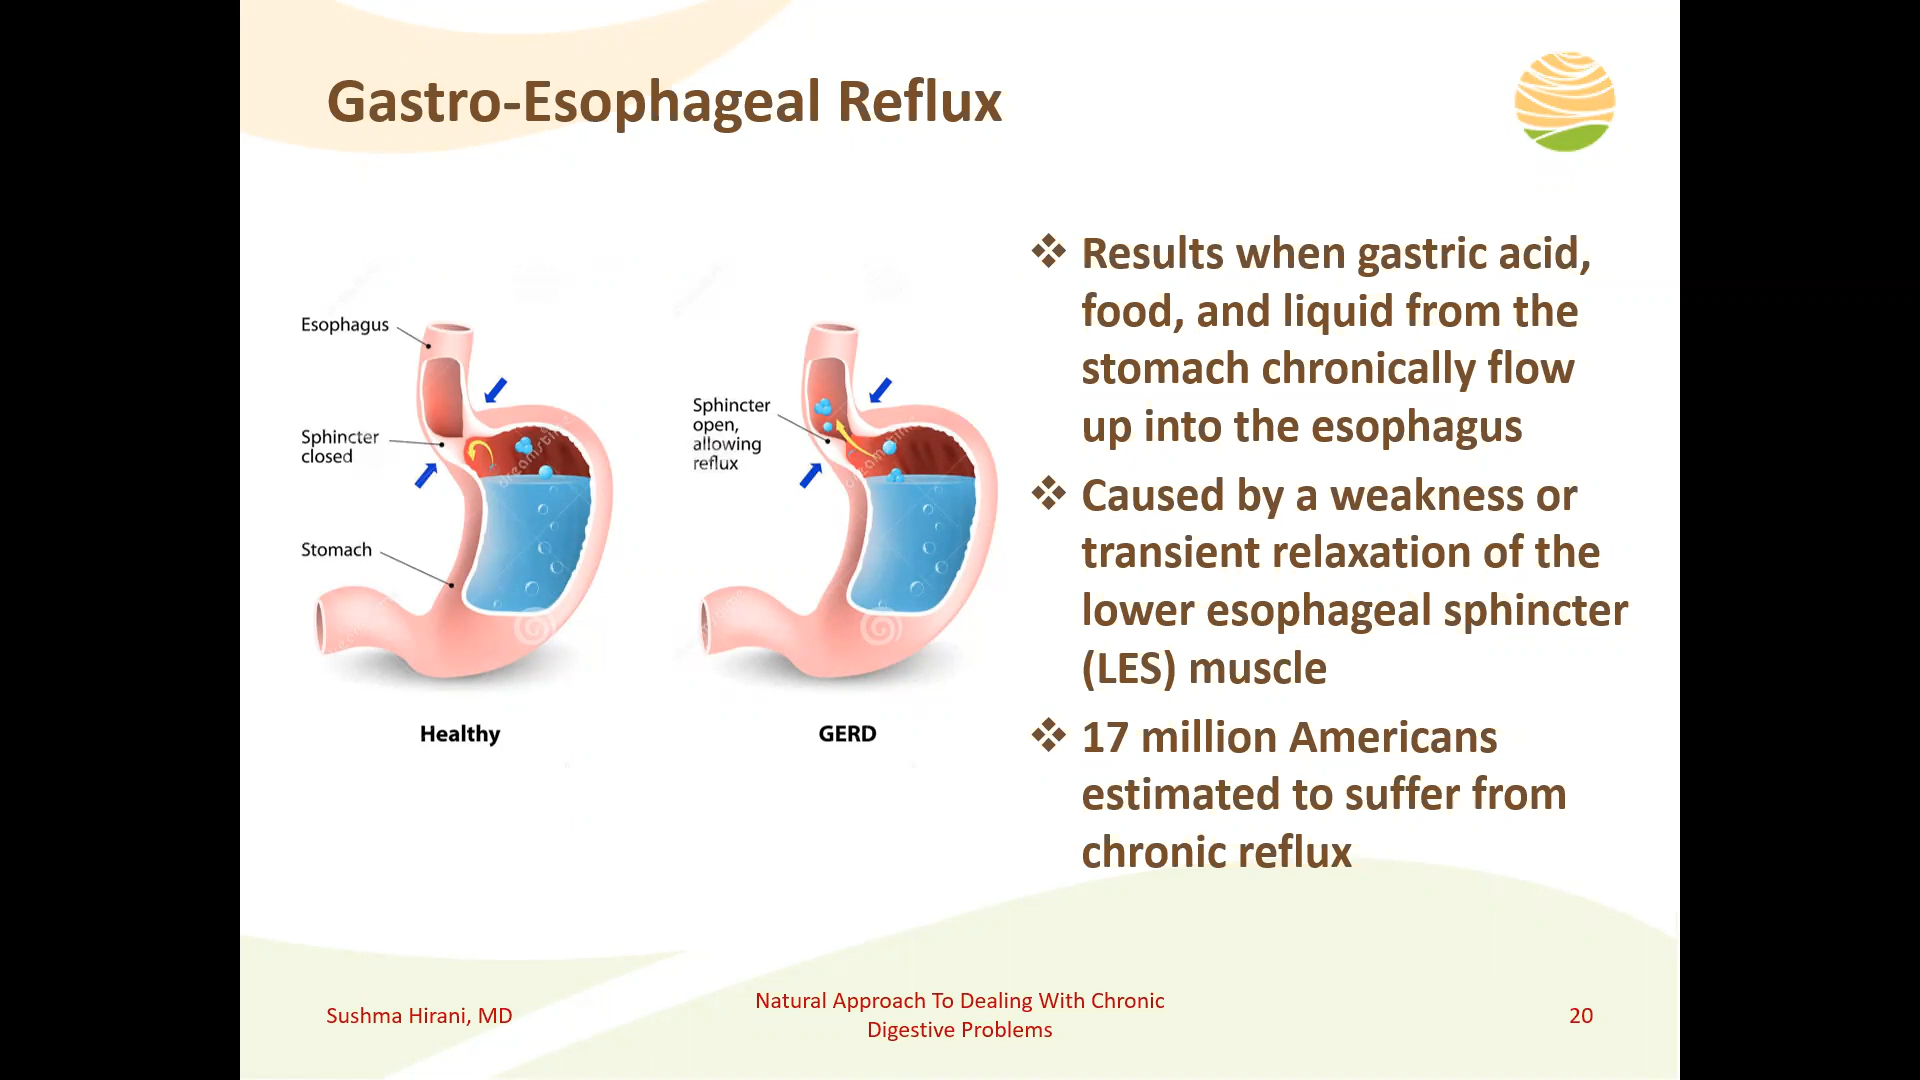 Gastro-Esophageal Reflux
Esophagus
Sphincter
closed
Stomach
Healthy
Sphincter
open,
allowing
reflux
GERD
❖ Results when gastric acid,
food, and liquid from the
stomach chronically flow
up into the esophagus
❖ Caused by a weakness or
transient relaxation of the
lower esophageal sphincter
(LES) muscle
❖ 17 million Americans
estimated to suffer from
chronic reflux
Sushma Hirani, MD
Natural Approach To Dealing With Chronic
Digestive Problems
20
dreamstime
dreamstime